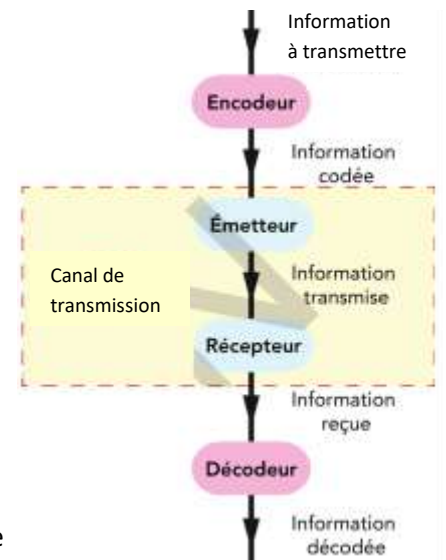 Information
à transmettre
Encodeur
Information
codée
Émetteur
Canal de
transmission
Information
transmise
Récepteur
Information
reçue
Décodeur
Information
décodée
e